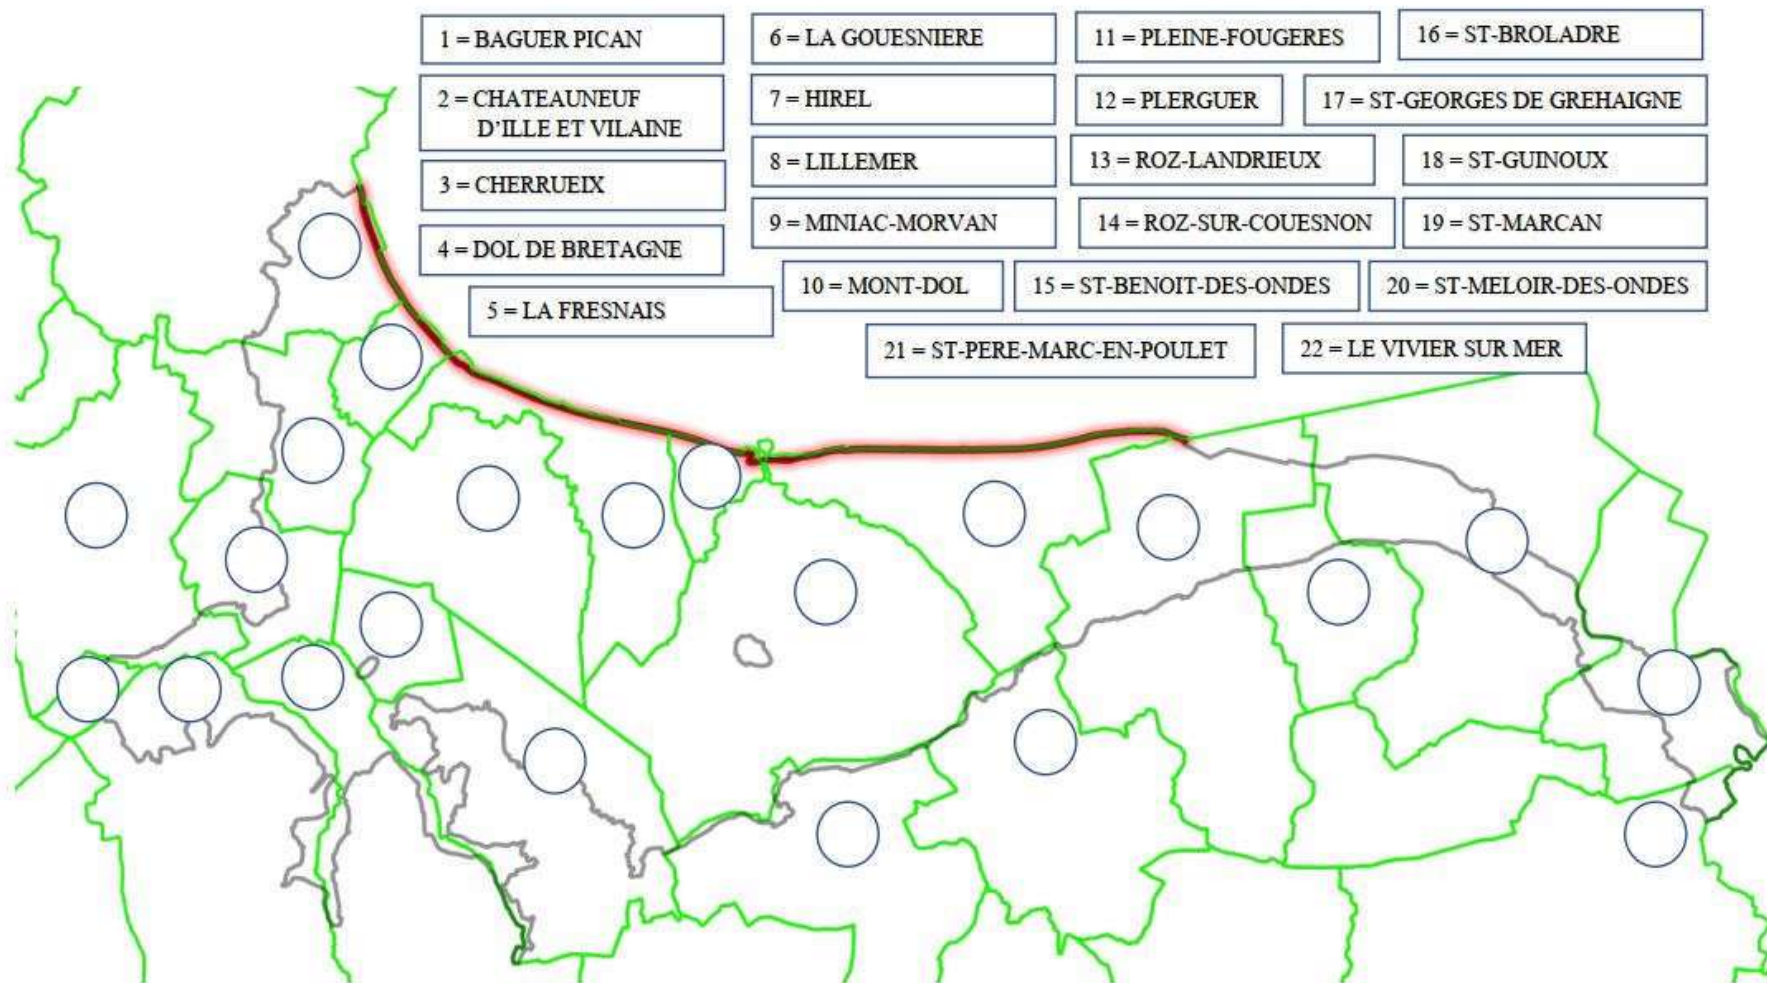 1 = BAGUER PICAN
2 = CHATEAUNEUF
D’ILLE ET VILAINE
3 = CHERRUEIX
4 = DOL DE BRETAGNE
5 = LA FRESNAIS
6 = LA GOUESNIERE
7 = HIREL
8 = LILLEMER
9 = MINIAC-MORVAN
10 = MONT-DOL
11 = PLEINE-FOUGERES
12 = PLERGUER
13 = ROZ-LANDRIEUX
14 = ROZ-SUR-COUESNON
15 = ST-BENOIT-DES-ONDES
16 = ST-BROLADRE
17 = ST-GEORGES DE GREHAIGNE
18 = ST-GUINOUX
19 = ST-MARCAN
20 = ST-MELOIR-DES-ONDES
21 = ST-PERE-MARC-EN-POULET
22 = LE VIVIER SUR MER